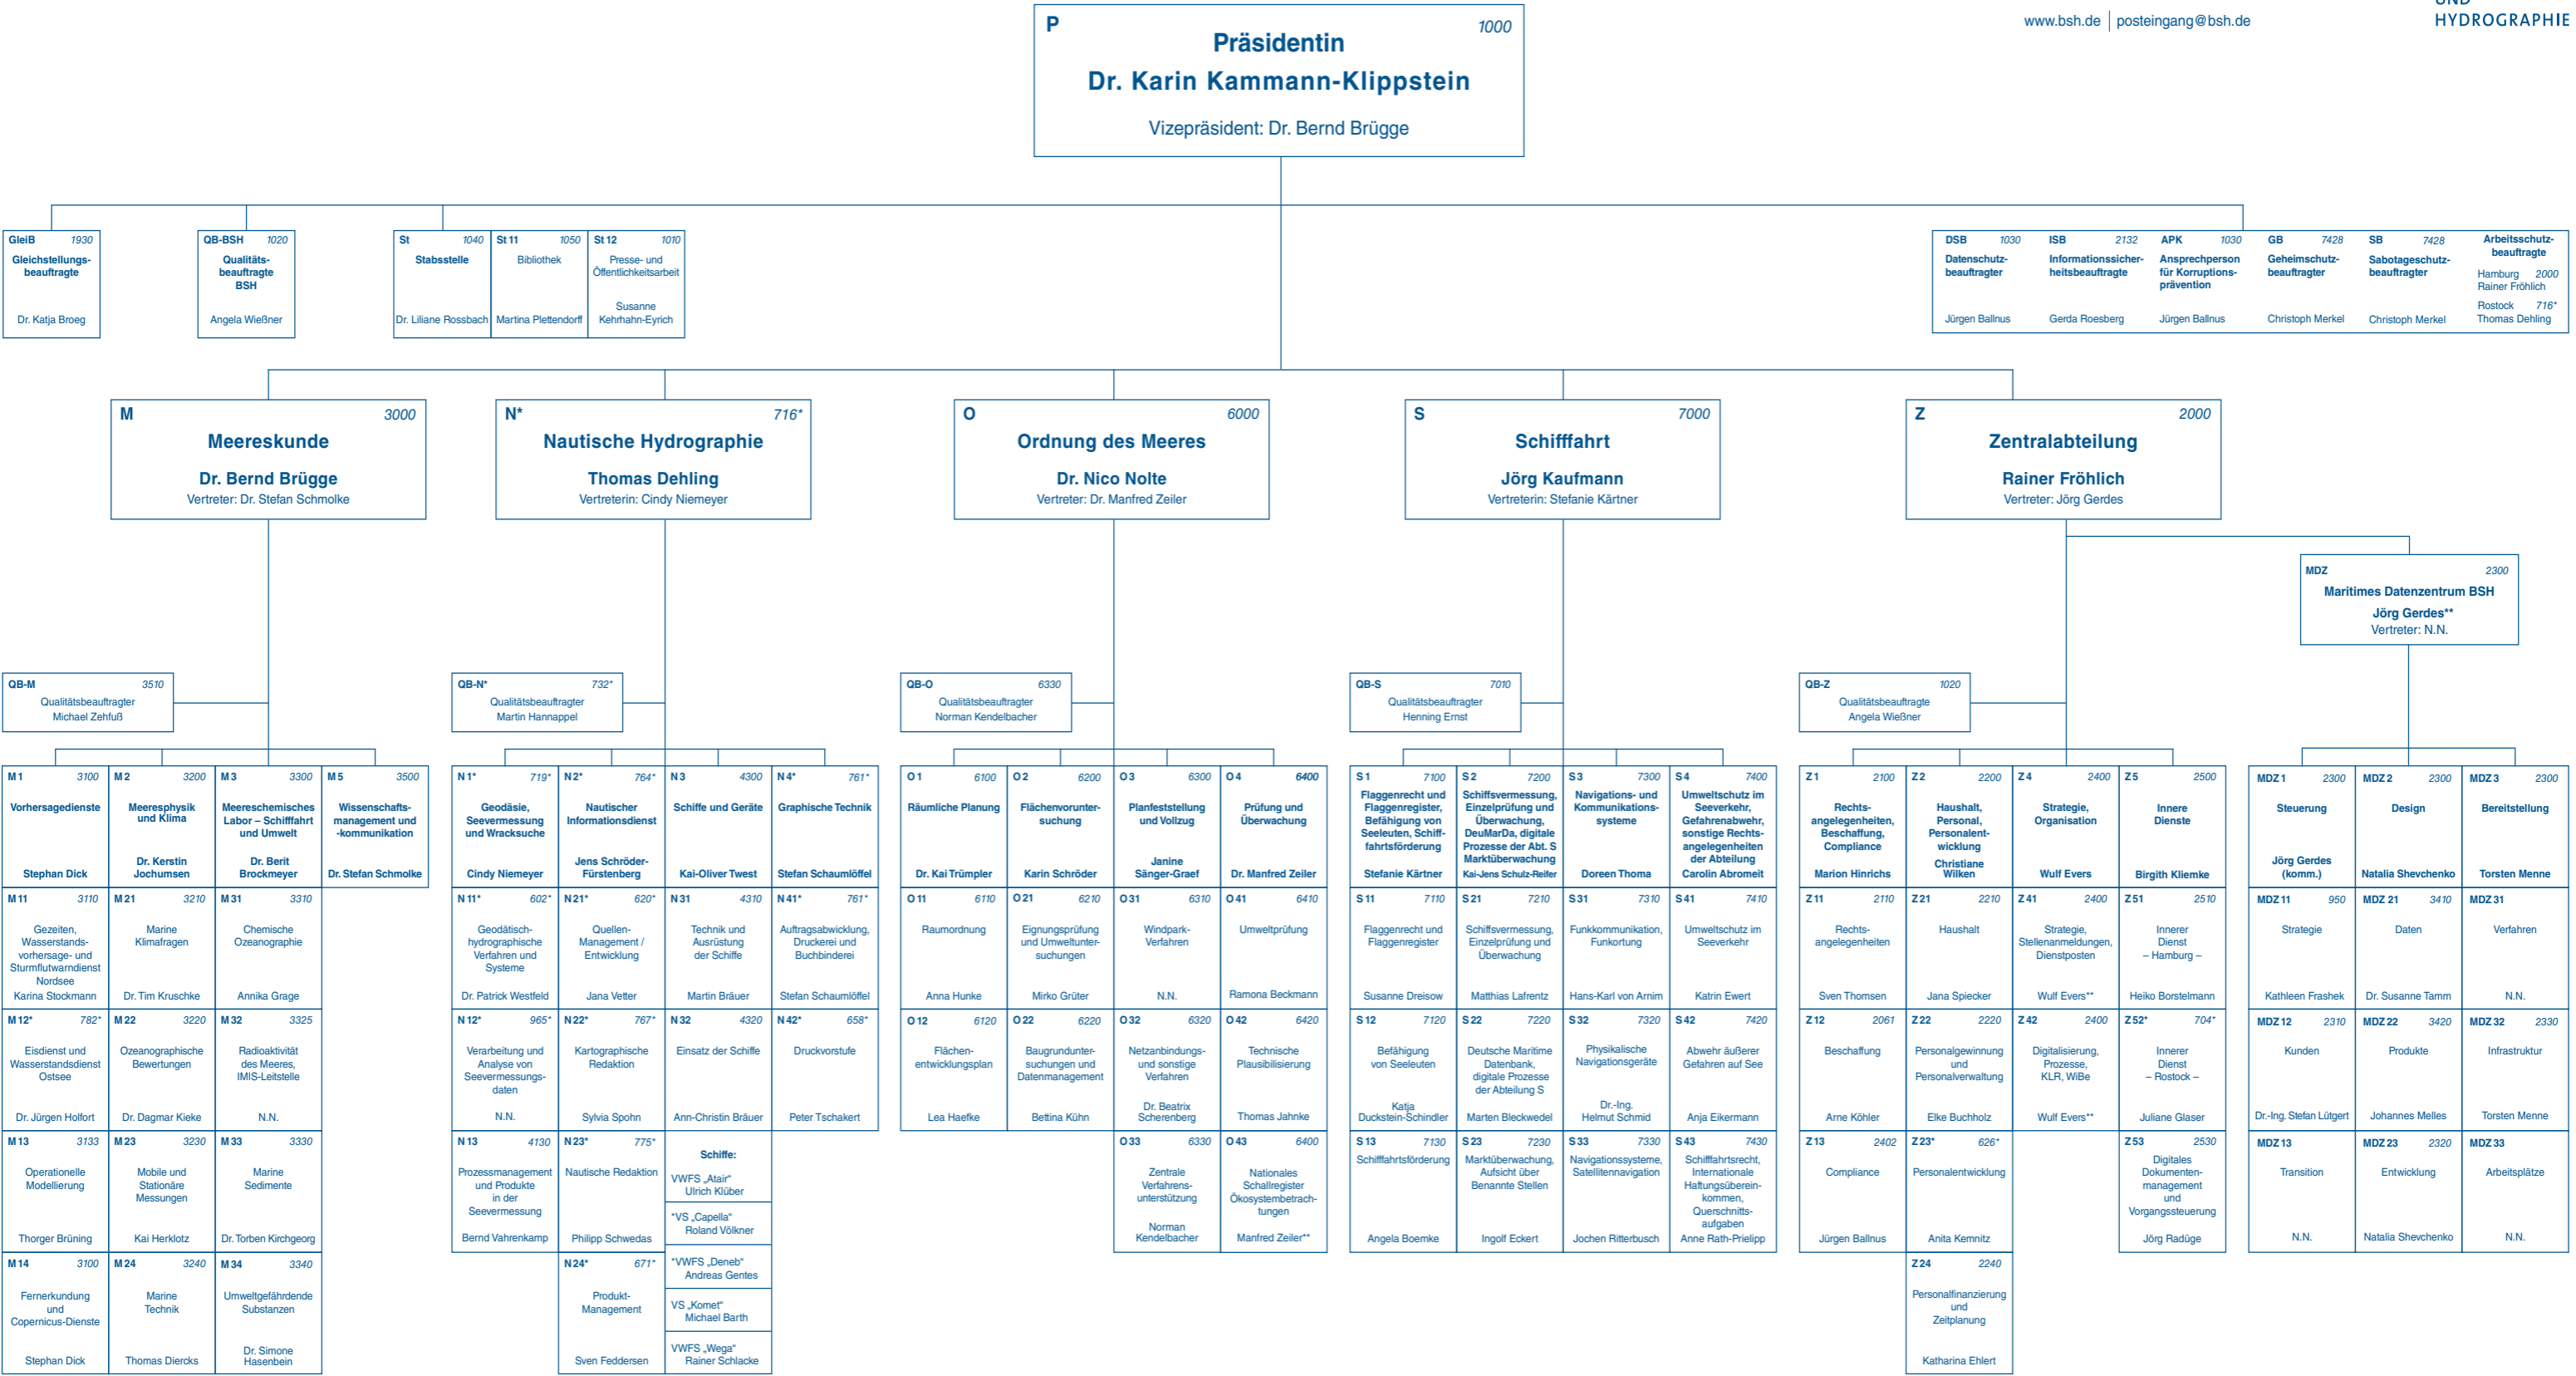 P 1000
Präsidentin
Dr. Karin Kammann-Klippstein
Vizepräsident: Dr. Bernd Brügge
www.bsh.de | posteingang@bsh.de
HYDROGRAPHIE
GleiB 1930
Gleichstellungs-
beauftragte
Dr. Katja Broeg
QB-BSH 1020
Qualitäts-
beauftragte
BSH
Angela Wießner
St 1040
Stabsstelle
Dr. Liliane Rossbach
St 11 1050
Bibliothek
Martina Plettendorff
St 12 1010
Presse- und
Öffentlichkeitsarbeit
Susanne
Kehrhahn-Eyrich
DSB 1030
Datenschutz-
beauftragter
Jürgen Ballnus
ISB 2132
Informationssicher-
heitsbeauftragte
Gerda Roesberg
APK 1030
Ansprechperson
für Korruptions-
prävention
Jürgen Ballnus
GB 7428
Geheimschutz-
beauftragter
Christoph Merkel
SB 7428
Sabotageschutz-
beauftragter
Christoph Merkel
Arbeitsschutz-
beauftragte
Hamburg 2000
Rainer Fröhlich
Rostock 716*
Thomas Dehling
M 3000
Meereskunde
Dr. Bernd Brügge
Vertreter: Dr. Stefan Schmolke
N* 716*
Nautische Hydrographie
Thomas Dehling
Vertreterin: Cindy Niemeyer
O 6000
Ordnung des Meeres
Dr. Nico Nolte
Vertreter: Dr. Manfred Zeiler
S 7000
Schifffahrt
Jörg Kaufmann
Vertreterin: Stefanie Kärtner
Z 2000
Zentralabteilung
Rainer Fröhlich
Vertreter: Jörg Gerdes
MDZ 2300
Maritimes Datenzentrum BSH
Jörg Gerdes**
Vertreter: N.N.
QB-M 3510
Qualitätsbeauftragter
Michael Zehfuß
QB-N* 732*
Qualitätsbeauftragter
Martin Hannappel
QB-O 6330
Qualitätsbeauftragter
Norman Kendelbacher
QB-S 7010
Qualitätsbeauftragter
Henning Ernst
QB-Z 1020
Qualitätsbeauftragte
Angela Wießner
M 1 3100
Vorhersagedienste
Stephan Dick
M 2 3200
Meeresphysik
und Klima
Dr. Kerstin
Jochumsen
M 3 3300
Meereschemisches
Labor – Schifffahrt
und Umwelt
Dr. Berit
Brockmeyer
M 5 3500
Wissenschafts-
management und
-kommunikation
Dr. Stefan Schmolke
M 11 3110
Gezeiten,
Wasserstands-
vorhersage- und
Sturmflutwarndienst
Nordsee
Karina Stockmann
M 21 3210
Marine
Klimafragen
Dr. Tim Kruschke
M 31 3310
Chemische
Ozeanographie
Annika Grage
M 12* 782*
Eisdienst und
Wasserstandsdienst
Ostsee
Dr. Jürgen Holfort
M 22 3220
Ozeanographische
Bewertungen
Dr. Dagmar Kieke
M 32 3325
Radioaktivität
des Meeres,
IMIS-Leitstelle
N.N.
M 13 3133
Operationelle
Modellierung
Thorger Brüning
M 23 3230
Mobile und
Stationäre
Messungen
Kai Herklotz
M 33 3330
Marine
Sedimente
Dr. Torben Kirchgeorg
M 14 3100
Fernerkundung
und
Copernicus-Dienste
Stephan Dick
M 24 3240
Marine
Technik
Thomas Diercks
M 34 3340
Umweltgefährdende
Substanzen
Dr. Simone
Hasenbein
N 1* 719*
Geodäsie,
Seevermessung
und Wracksuche
Cindy Niemeyer
N 2* 764*
Nautischer
Informationsdienst
Jens Schröder-
Fürstenberg
N 3 4300
Schiffe und Geräte
Kai-Oliver Twest
N 4* 761*
Graphische Technik
Stefan Schaumlöffel
N 11* 602*
Geodätisch-
hydrographische
Verfahren und
Systeme
Dr. Patrick Westfeld
N 21* 620*
Quellen-
Management /
Entwicklung
Jana Vetter
N 31 4310
Technik und
Ausrüstung
der Schiffe
Martin Bräuer
N 41* 761*
Auftragsabwicklung,
Druckerei und
Buchbinderei
Stefan Schaumlöffel
N 12* 965*
Verarbeitung und
Analyse von
Seevermessungs-
daten
N.N.
N 22* 767*
Kartographische
Redaktion
Sylvia Spohn
N 32 4320
Einsatz der Schiffe
Ann-Christin Bräuer
N 42* 658*
Druckvorstufe
Peter Tschakert
N 13 4130
Prozessmanagement
und Produkte
in der
Seevermessung
Bernd Vahrenkamp
N 23* 775*
Nautische Redaktion
Philipp Schwedas
Schiffe:
VWFS „Atair“
Ulrich Klüber
*VS „Capella“
Roland Völkner
*VWFS „Deneb“
Andreas Gentes
VS „Komet“
Michael Barth
VWFS „Wega“
Rainer Schlacke
N 24* 671*
Produkt-
Management
Sven Feddersen
O 1 6100
Räumliche Planung
Dr. Kai Trümpler
O 2 6200
Flächenvorunter-
suchung
Karin Schröder
O 3 6300
Planfeststellung
und Vollzug
Janine
Sänger-Graef
O 4 6400
Prüfung und
Überwachung
Dr. Manfred Zeiler
O 11 6110
Raumordnung
Anna Hunke
O 21 6210
Eignungsprüfung
und Umweltunter-
suchungen
Mirko Grüter
O 31 6310
Windpark-
Verfahren
N.N.
O 41 6410
Umweltprüfung
Ramona Beckmann
O 12 6120
Flächen-
entwicklungsplan
Lea Haefke
O 22 6220
Baugrundunter-
suchungen und
Datenmanagement
Bettina Kühn
O 32 6320
Netzanbindungs-
und sonstige
Verfahren
Dr. Beatrix
Scherenberg
O 42 6420
Technische
Plausibilisierung
Thomas Jahnke
O 33 6330
Zentrale
Verfahrens-
unterstützung
Norman
Kendelbacher
O 43 6400
Nationales
Schallregister
Ökosystembetrach-
tungen
Manfred Zeiler**
S 1 7100
Flaggenrecht und
Flaggenregister,
Befähigung von
Seeleuten, Schiff-
fahrtsförderung
Stefanie Kärtner
S 2 7200
Schiffsvermessung,
Einzelprüfung und
Überwachung,
DeuMarDa, digitale
Prozesse der Abt. S
Marktüberwachung
Kai-Jens Schulz-Reifer
S 3 7300
Navigations- und
Kommunikations-
systeme
Doreen Thoma
S 4 7400
Umweltschutz im
Seeverkehr,
Gefahrenabwehr,
sonstige Rechts-
angelegenheiten
der Abteilung
Carolin Abromeit
S 11 7110
Flaggenrecht und
Flaggenregister
Susanne Dreisow
S 21 7210
Schiffsvermessung,
Einzelprüfung und
Überwachung
Matthias Lafrentz
S 31 7310
Funkkommunikation,
Funkortung
Hans-Karl von Arnim
S 41 7410
Umweltschutz im
Seeverkehr
Katrin Ewert
S 12 7120
Befähigung
von Seeleuten
Katja
Duckstein-Schindler
S 22 7220
Deutsche Maritime
Datenbank,
digitale Prozesse
der Abteilung S
Marten Bleckwedel
S 32 7320
Physikalische
Navigationsgeräte
Dr.-Ing.
Helmut Schmid
S 42 7420
Abwehr äußerer
Gefahren auf See
Anja Eikermann
S 13 7130
Schifffahrtsförderung
Angela Boemke
S 23 7230
Marktüberwachung,
Aufsicht über
Benannte Stellen
Ingolf Eckert
S 33 7330
Navigationssysteme,
Satellitennavigation
Jochen Ritterbusch
S 43 7430
Schifffahrtsrecht,
Internationale
Haftungsüberein-
kommen,
Querschnitts-
aufgaben
Anne Rath-Prielipp
Z 1 2100
Rechts-
angelegenheiten,
Beschaffung,
Compliance
Marion Hinrichs
Z 2 2200
Haushalt,
Personal,
Personalent-
wicklung
Christiane
Wilken
Z 4 2400
Strategie,
Organisation
Wulf Evers
Z 5 2500
Innere
Dienste
Birgith Kliemke
Z 11 2110
Rechts-
angelegenheiten
Sven Thomsen
Z 21 2210
Haushalt
Jana Spiecker
Z 41 2400
Strategie,
Stellenanmeldungen,
Dienstposten
Wulf Evers**
Z 51 2510
Innerer
Dienst
– Hamburg –
Heiko Borstelmann
Z 12 2061
Beschaffung
Arne Köhler
Z 22 2220
Personalgewinnung
und
Personalverwaltung
Elke Buchholz
Z 42 2400
Digitalisierung,
Prozesse,
KLR, WiBe
Wulf Evers**
Z 52* 704*
Innerer
Dienst
– Rostock –
Juliane Glaser
Z 13 2402
Compliance
Jürgen Ballnus
Z 23* 626*
Personalentwicklung
Anita Kemnitz
Z 53 2530
Digitales
Dokumenten-
management
und
Vorgangssteuerung
Jörg Radüge
Z 24 2240
Personalfinanzierung
und
Zeitplanung
Katharina Ehlert
MDZ 1 2300
Steuerung
Jörg Gerdes
(komm.)
MDZ 2 2300
Design
Natalia Shevchenko
MDZ 3 2300
Bereitstellung
Torsten Menne
MDZ 11 950
Strategie
Kathleen Frashek
MDZ 21 3410
Daten
Dr. Susanne Tamm
MDZ 31
Verfahren
N.N.
MDZ 12 2310
Kunden
Dr.-Ing. Stefan Lütgert
MDZ 22 3420
Produkte
Johannes Melles
MDZ 32 2330
Infrastruktur
Torsten Menne
MDZ 13
Transition
N.N.
MDZ 23 2320
Entwicklung
Natalia Shevchenko
MDZ 33
Arbeitsplätze
N.N.